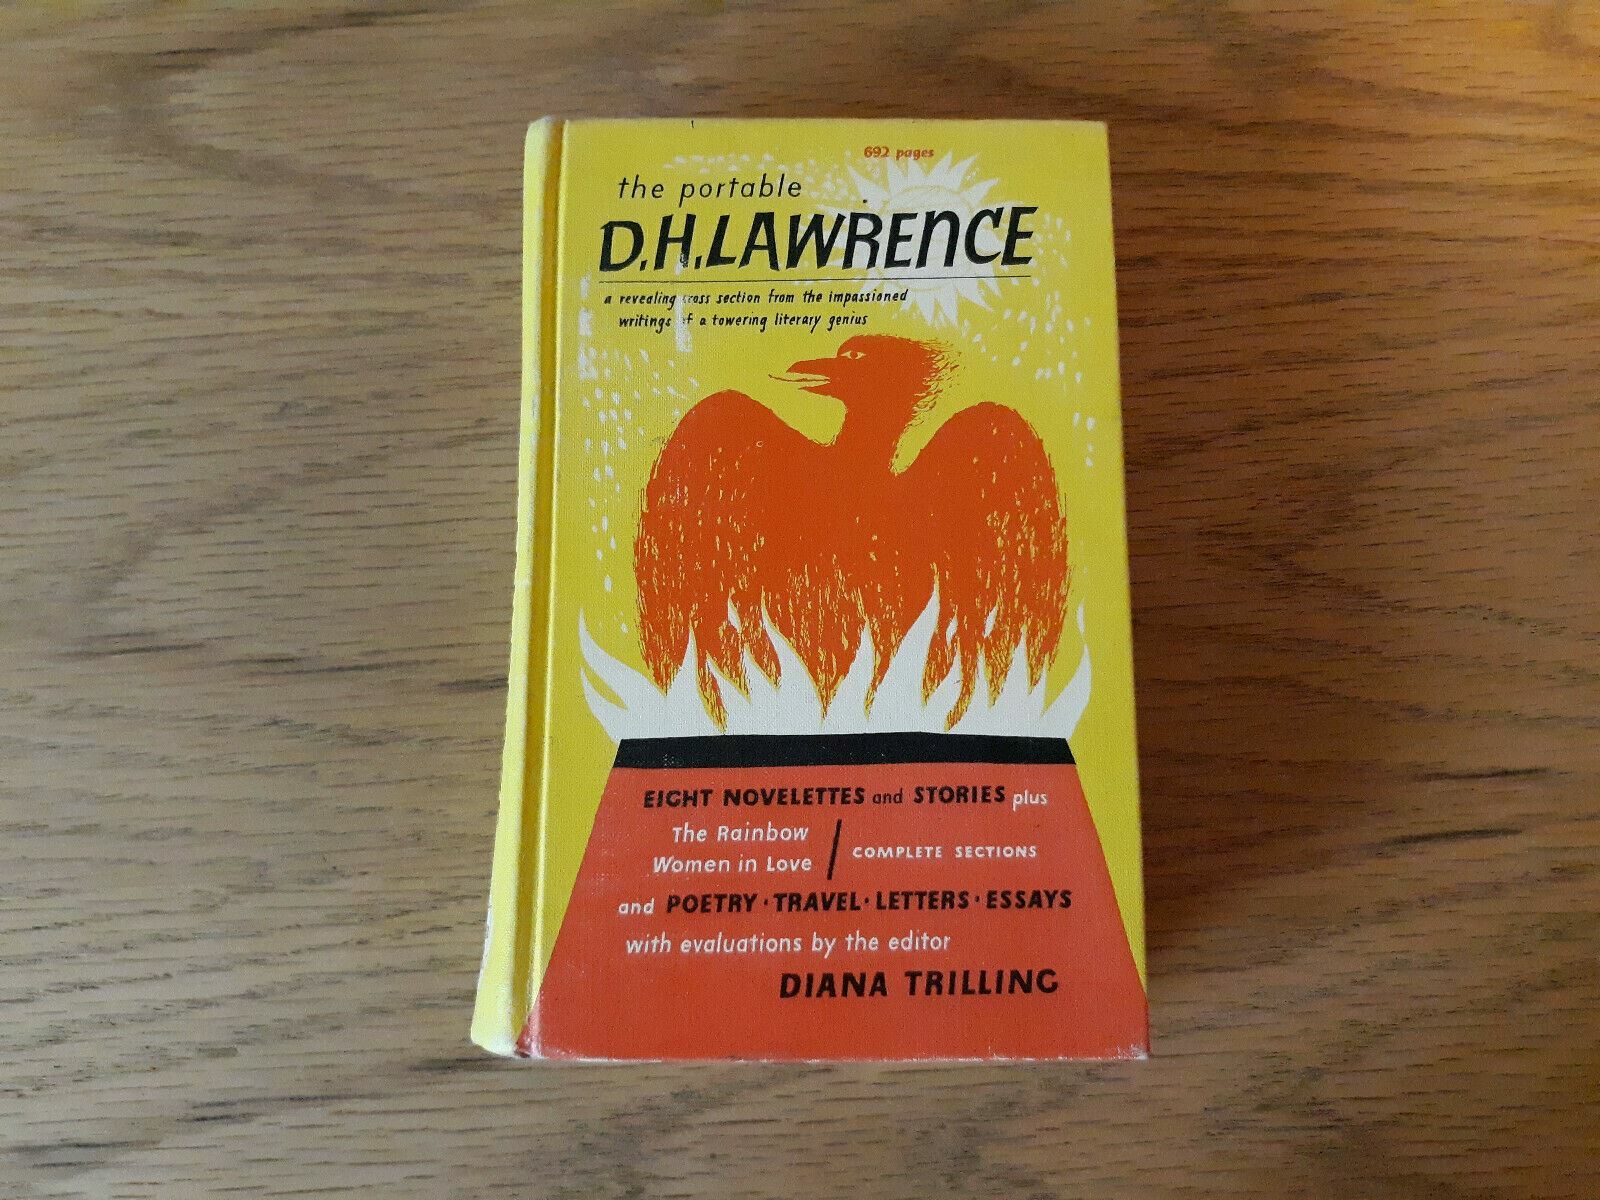 692 pages
the portable
D.H.LAWRENCE
a revealing cross section from the impassioned
writings of a towering literary genius
EIGHT NOVELETTES and STORIES plus
The Rainbow
Women in Love / COMPLETE SECTIONS
and POETRY · TRAVEL · LETTERS · ESSAYS
with evaluations by the editor
DIANA TRILLING